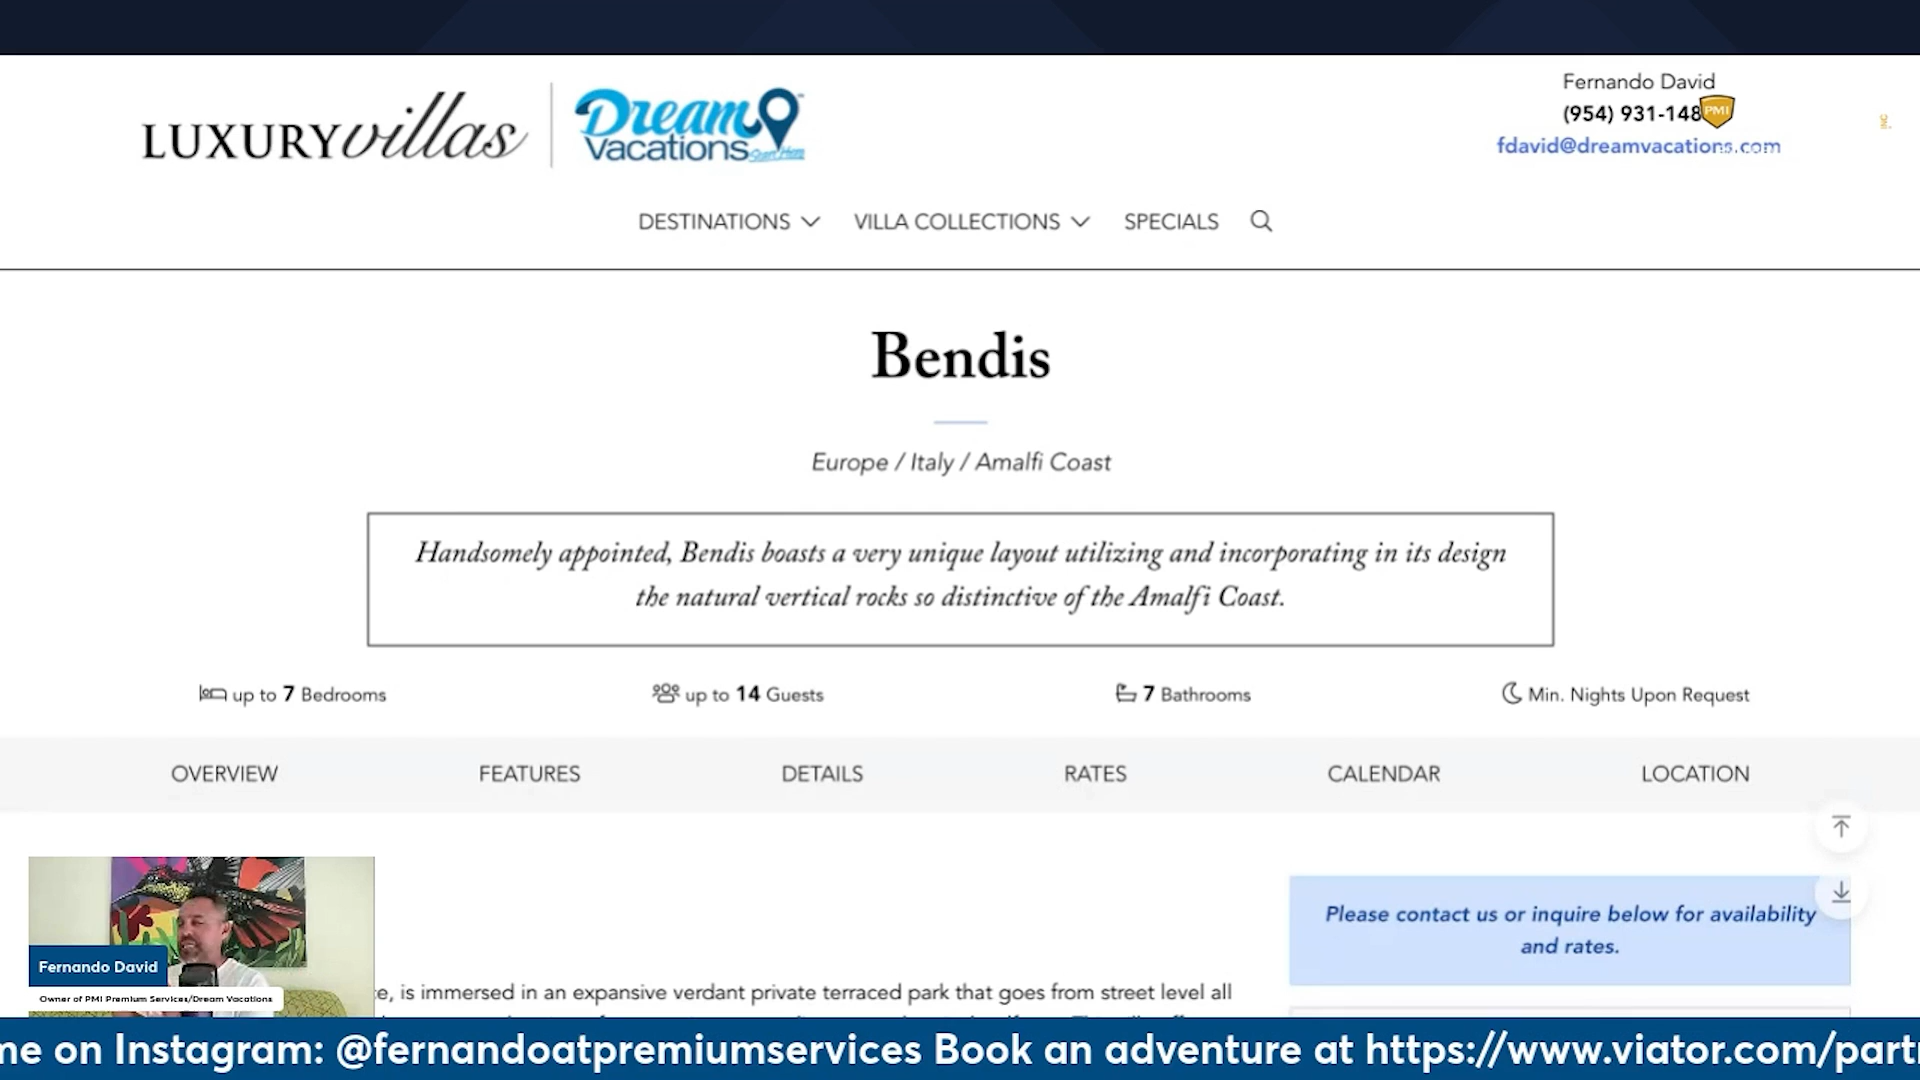 LUXURYvillas
Dream Vacations
Start Here
Fernando David
(954) 931-148
PMI
INC
fdavid@dreamvacations.com
DESTINATIONS VILLA COLLECTIONS SPECIALS
Bendis
Europe / Italy / Amalfi Coast
Handsomely appointed, Bendis boasts a very unique layout utilizing and incorporating in its design
the natural vertical rocks so distinctive of the Amalfi Coast.
up to 7 Bedrooms up to 14 Guests 7 Bathrooms Min. Nights Upon Request
OVERVIEW FEATURES DETAILS RATES CALENDAR LOCATION
Please contact us or inquire below for availability
and rates.
Fernando David
Owner of PMI Premium Services/Dream Vacations
, is immersed in an expansive verdant private terraced park that goes from street level all
me on Instagram: @fernandoatpremiumservices Book an adventure at https://www.viator.com/part